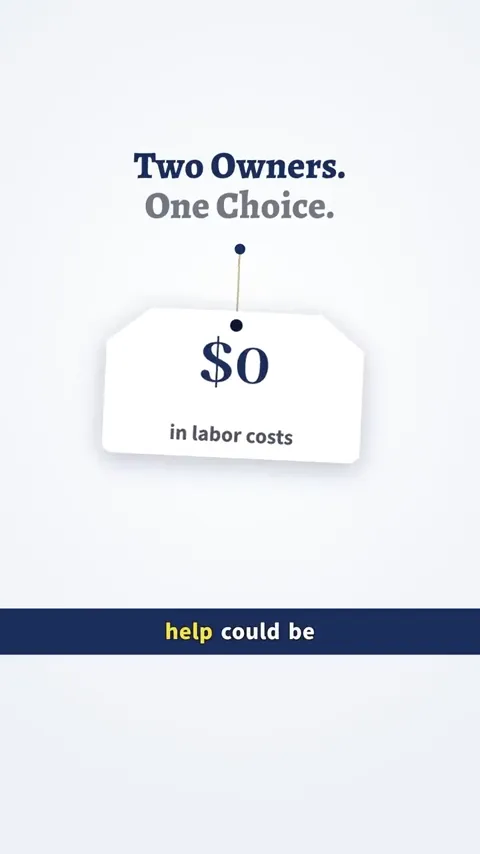 Two Owners.
One Choice.
$0
in labor costs
help could be